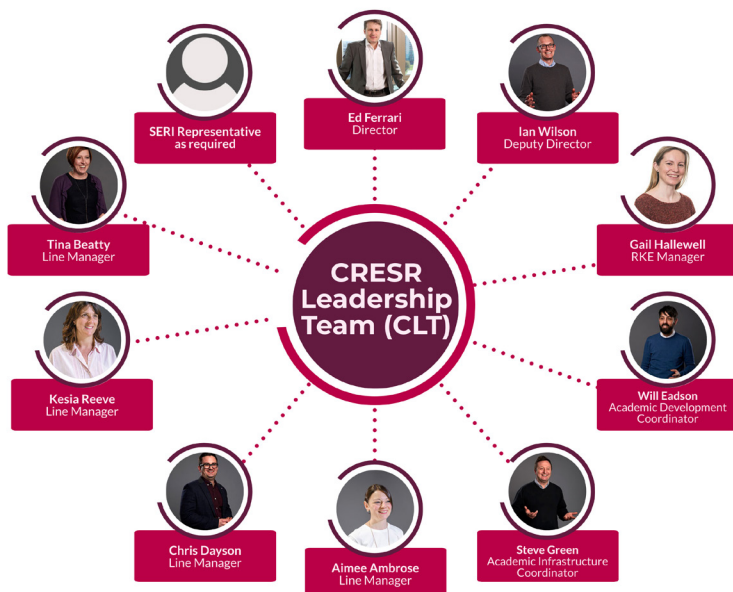 SERI Representative
as required
Ed Ferrari
Director
Ian Wilson
Deputy Director
Tina Beatty
Line Manager
Gail Hallewell
RKE Manager
CRESR
Leadership
Team (CLT)
Kesia Reeve
Line Manager
Will Eadson
Academic Development
Coordinator
Chris Dayson
Line Manager
Aimee Ambrose
Line Manager
Steve Green
Academic Infrastructure
Coordinator